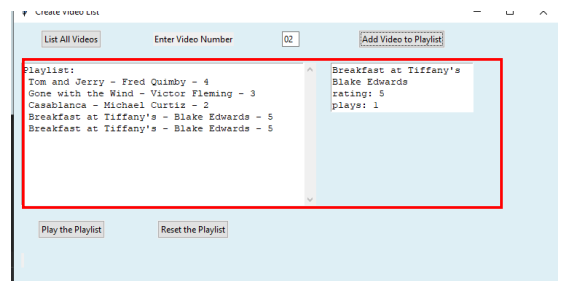 Create Video List
List All Videos Enter Video Number 02 Add Video to Playlist
Playlist:
Tom and Jerry - Fred Quimby - 4
Gone with the Wind - Victor Fleming - 3
Casablanca - Michael Curtiz - 2
Breakfast at Tiffany's - Blake Edwards - 5
Breakfast at Tiffany's - Blake Edwards - 5
Breakfast at Tiffany's
Blake Edwards
rating: 5
plays: 1
Play the Playlist Reset the Playlist